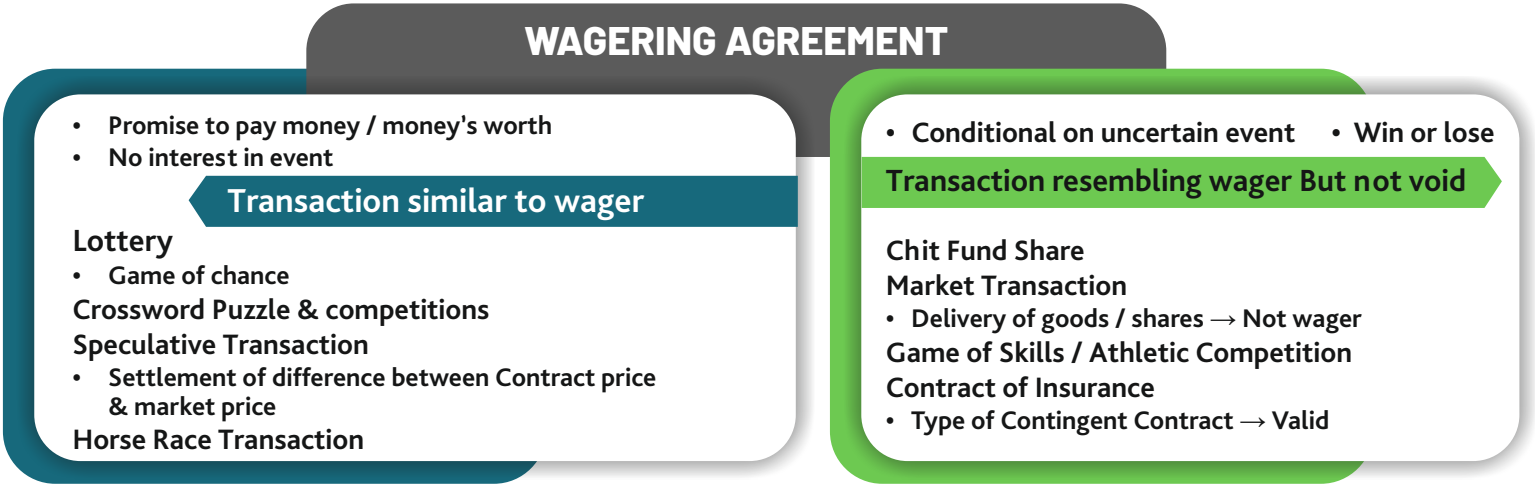 WAGERING AGREEMENT
• Promise to pay money / money's worth
• No interest in event
Transaction similar to wager
Lottery
• Game of chance
Crossword Puzzle & competitions
Speculative Transaction
• Settlement of difference between Contract price
& market price
Horse Race Transaction
• Conditional on uncertain event • Win or lose
Transaction resembling wager But not void
Chit Fund Share
Market Transaction
• Delivery of goods / shares → Not wager
Game of Skills / Athletic Competition
Contract of Insurance
• Type of Contingent Contract → Valid